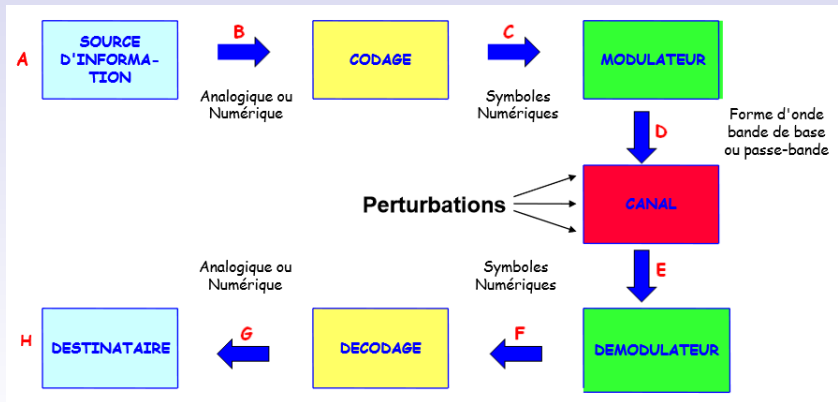 A
SOURCE
D'INFORMA-
TION
B
Analogique ou
Numérique
CODAGE
C
Symboles
Numériques
MODULATEUR
D
Forme d'onde
bande de base
ou passe-bande
Perturbations
CANAL
E
Analogique ou
Numérique
Symboles
Numériques
H
DESTINATAIRE
G
DECODAGE
F
DEMODULATEUR